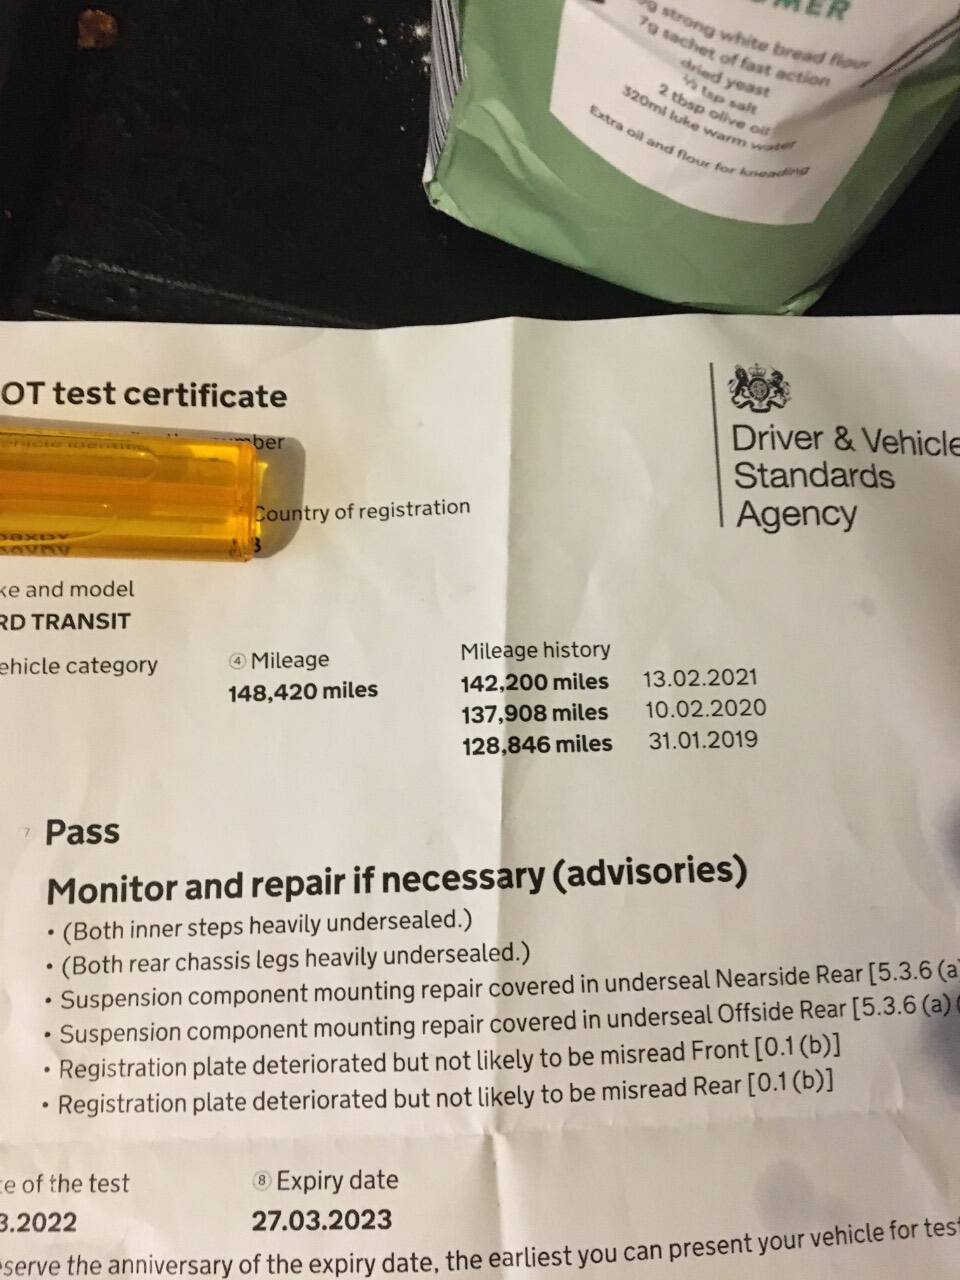 MER
g strong white bread flour
7g sachet of fast action
dried yeast
½ tsp salt
2 tbsp olive oil
320ml luke warm water
Extra oil and flour for kneading
OT test certificate
Driver & Vehicle
Standards
Agency
ber
Country of registration
ke and model
RD TRANSIT
ehicle category
4 Mileage
148,420 miles
Mileage history
142,200 miles 13.02.2021
137,908 miles 10.02.2020
128,846 miles 31.01.2019
7 Pass
Monitor and repair if necessary (advisories)
• (Both inner steps heavily undersealed.)
• (Both rear chassis legs heavily undersealed.)
• Suspension component mounting repair covered in underseal Nearside Rear [5.3.6 (a)
• Suspension component mounting repair covered in underseal Offside Rear [5.3.6 (a) (
• Registration plate deteriorated but not likely to be misread Front [0.1 (b)]
• Registration plate deteriorated but not likely to be misread Rear [0.1 (b)]
te of the test
3.2022
8 Expiry date
27.03.2023
serve the anniversary of the expiry date, the earliest you can present your vehicle for test